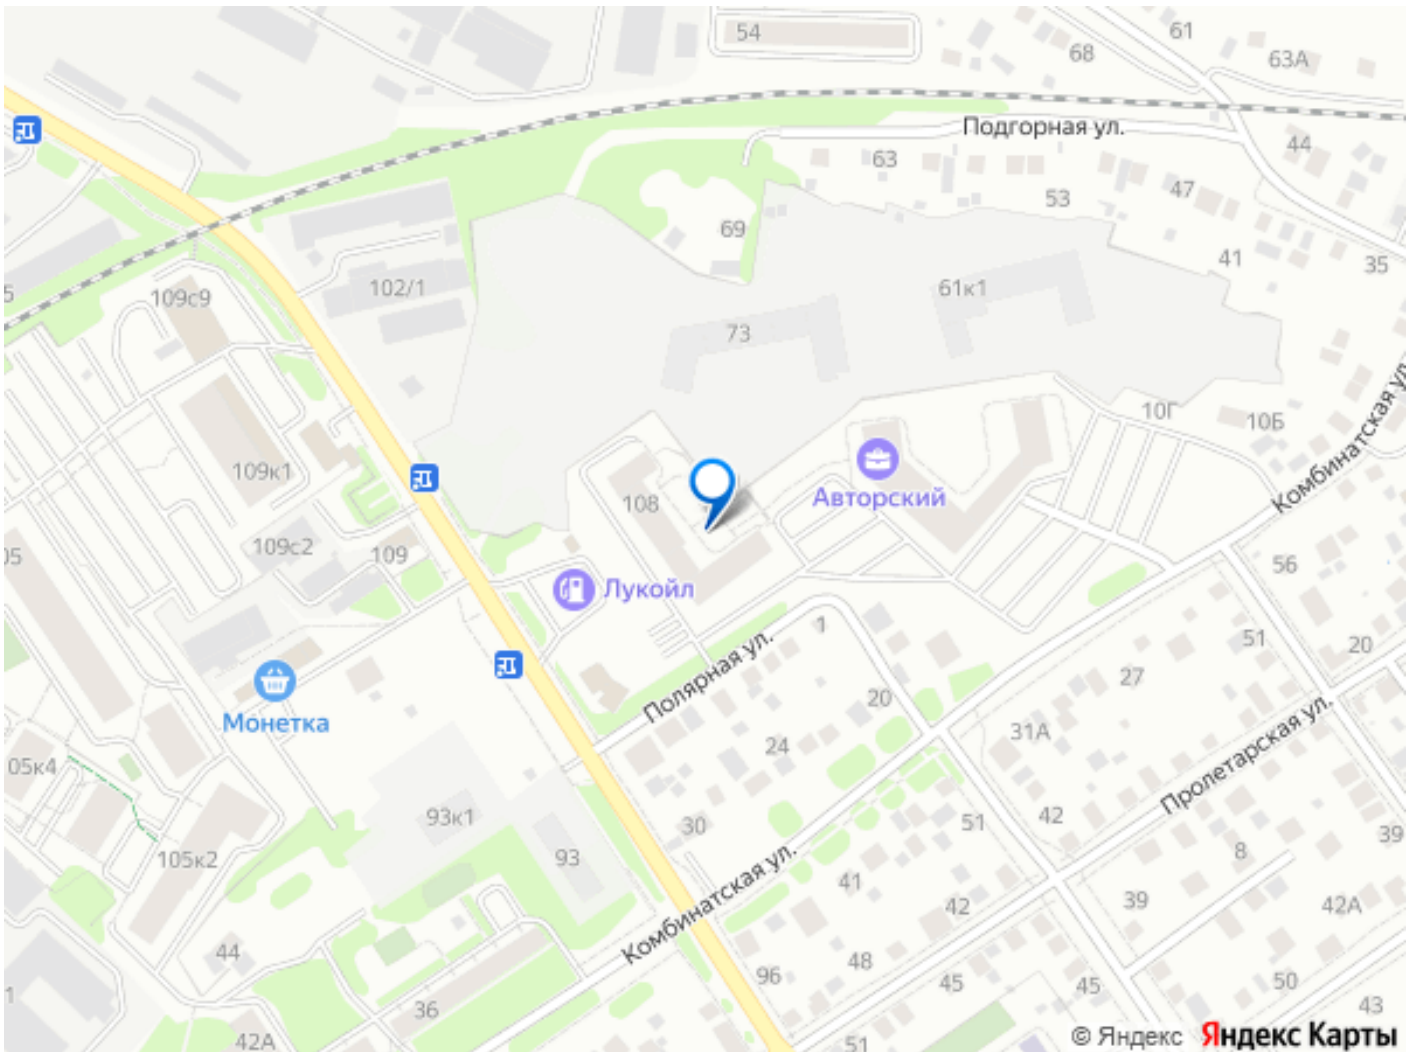 54
61
68
63А
Подгорная ул.
44
63
47
53
69
41
35
102/1
61к1
109с9
5
73
10Г
10Б
Комбинатская ул.
109к1
108
Авторский
109с2
109
05
56
Лукойл
1
51
20
27
Полярная ул.
20
Монетка
31А
24
Пролетарская ул.
05к4
93к1
30
51
42
39
8
105к2
93
Комбинатская ул.
41
42
39
42А
44
48
96
45
45
50
1
36
43
42А
51
© Яндекс Яндекс Карты